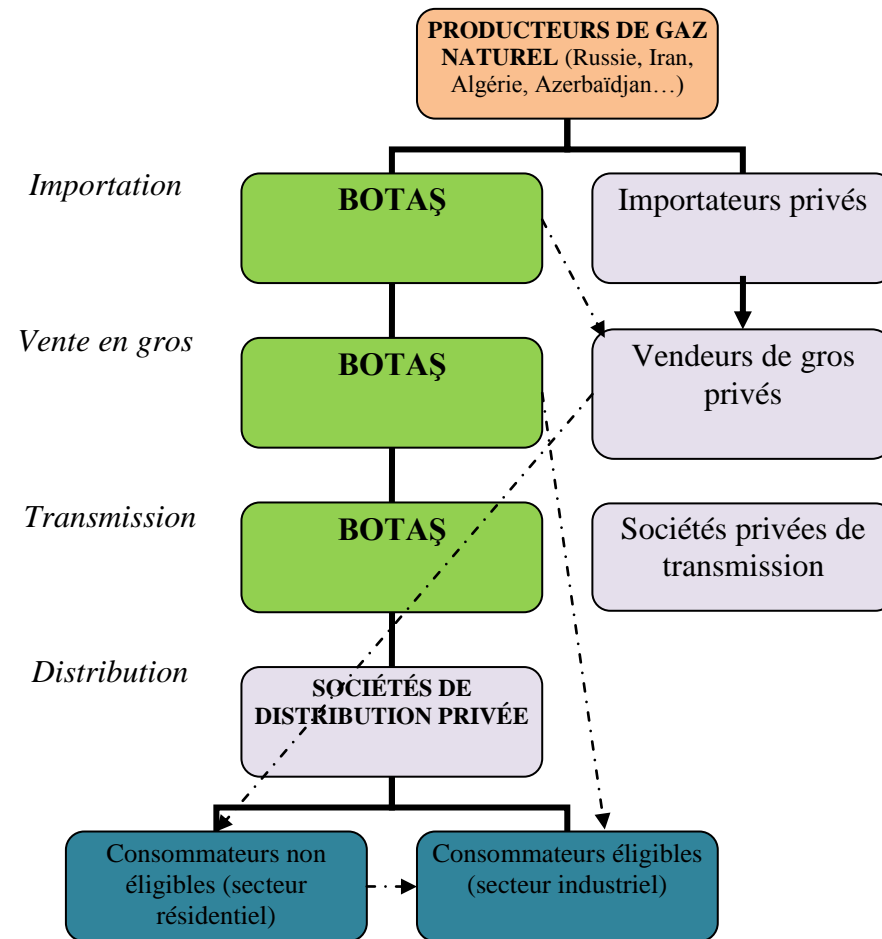 PRODUCTEURS DE GAZ
NATUREL (Russie, Iran,
Algérie, Azerbaïdjan…)
Importation
BOTAŞ
Importateurs privés
Vente en gros
BOTAŞ
Vendeurs de gros
privés
Transmission
BOTAŞ
Sociétés privées de
transmission
Distribution
SOCIÉTÉS DE
DISTRIBUTION PRIVÉE
Consommateurs non
éligibles (secteur
résidentiel)
Consommateurs éligibles
(secteur industriel)